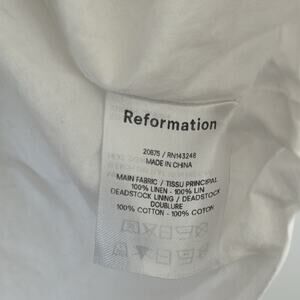 Reformation
20875 / RN143248
MADE IN CHINA
MAIN FABRIC / TISSU PRINCIPAL
100% LINEN - 100% LIN
DEADSTOCK LINING / DEADSTOCK
DOUBLURE
100% COTTON - 100% COTTON